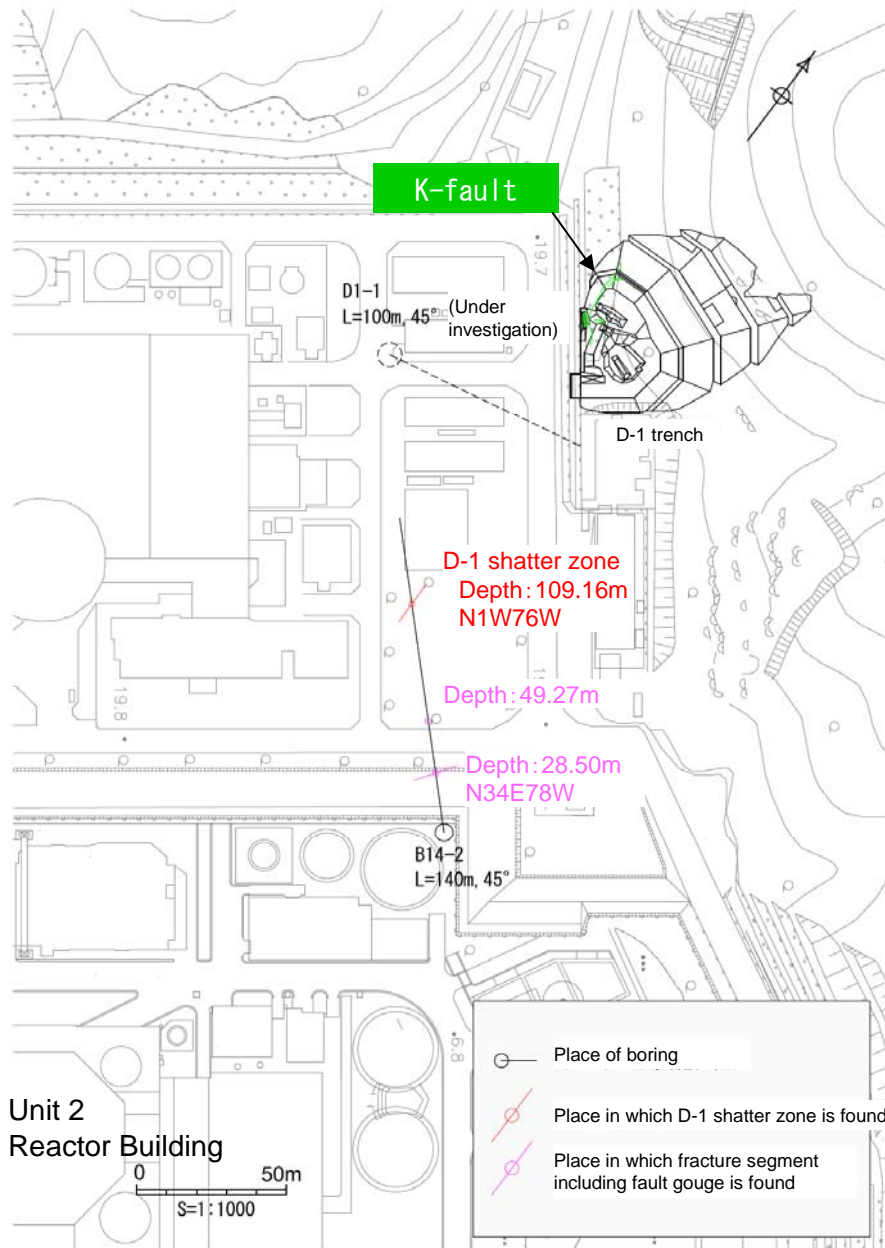 K-fault
19.7
D1-1
L=100m, 45°
(Under
investigation)
D-1 trench
D-1 shatter zone
Depth:109.16m
N1W76W
Depth:49.27m
19.8
Depth:28.50m
N34E78W
B14-2
L=140m, 45°
6.8
Unit 2
Reactor Building
0 50m
S=1:1000
Place of boring
Place in which D-1 shatter zone is found
Place in which fracture segment
including fault gouge is found